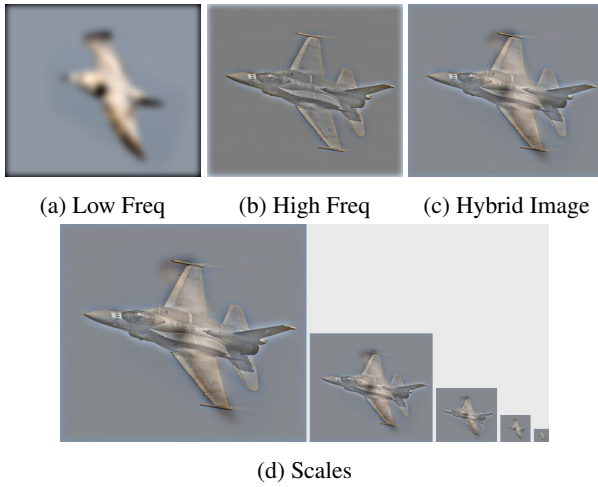 (a) Low Freq
(b) High Freq
(c) Hybrid Image
(d) Scales